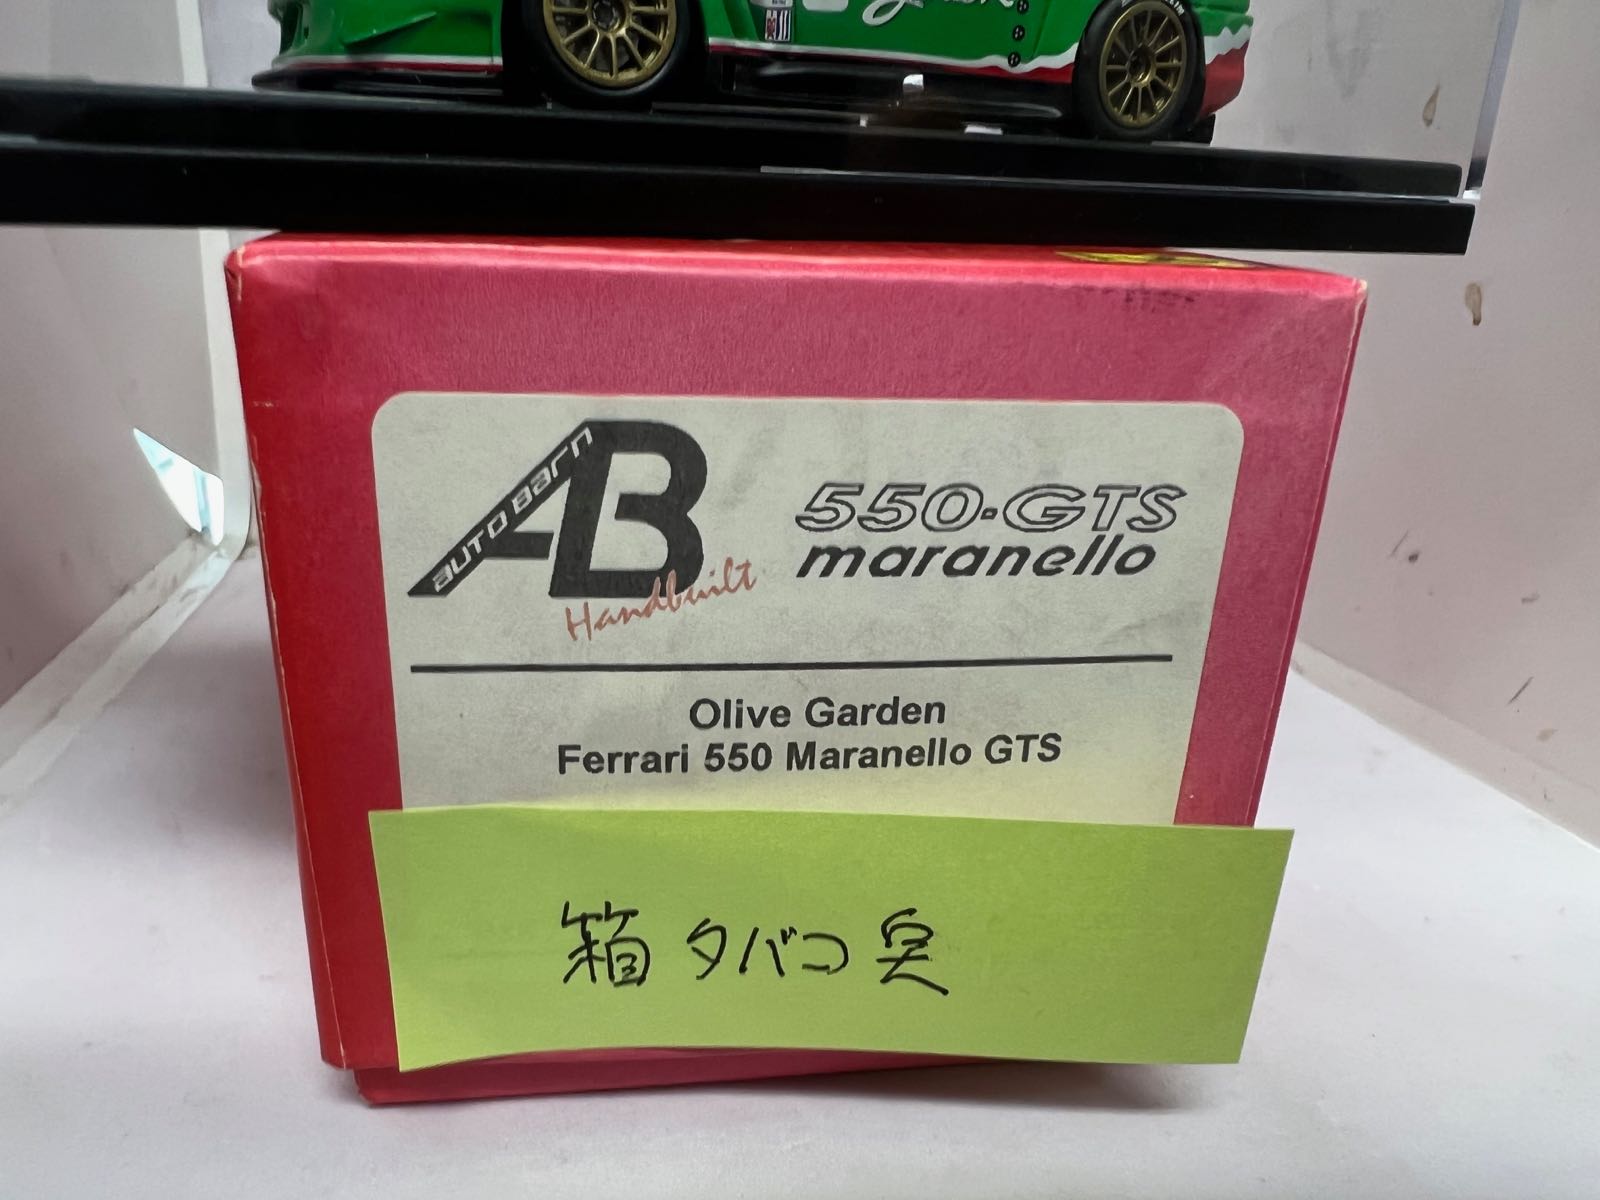 AUTO BARN
AB
Handbuilt
550-GTS
maranello
Olive Garden
Ferrari 550 Maranello GTS
箱 タバコ 臭